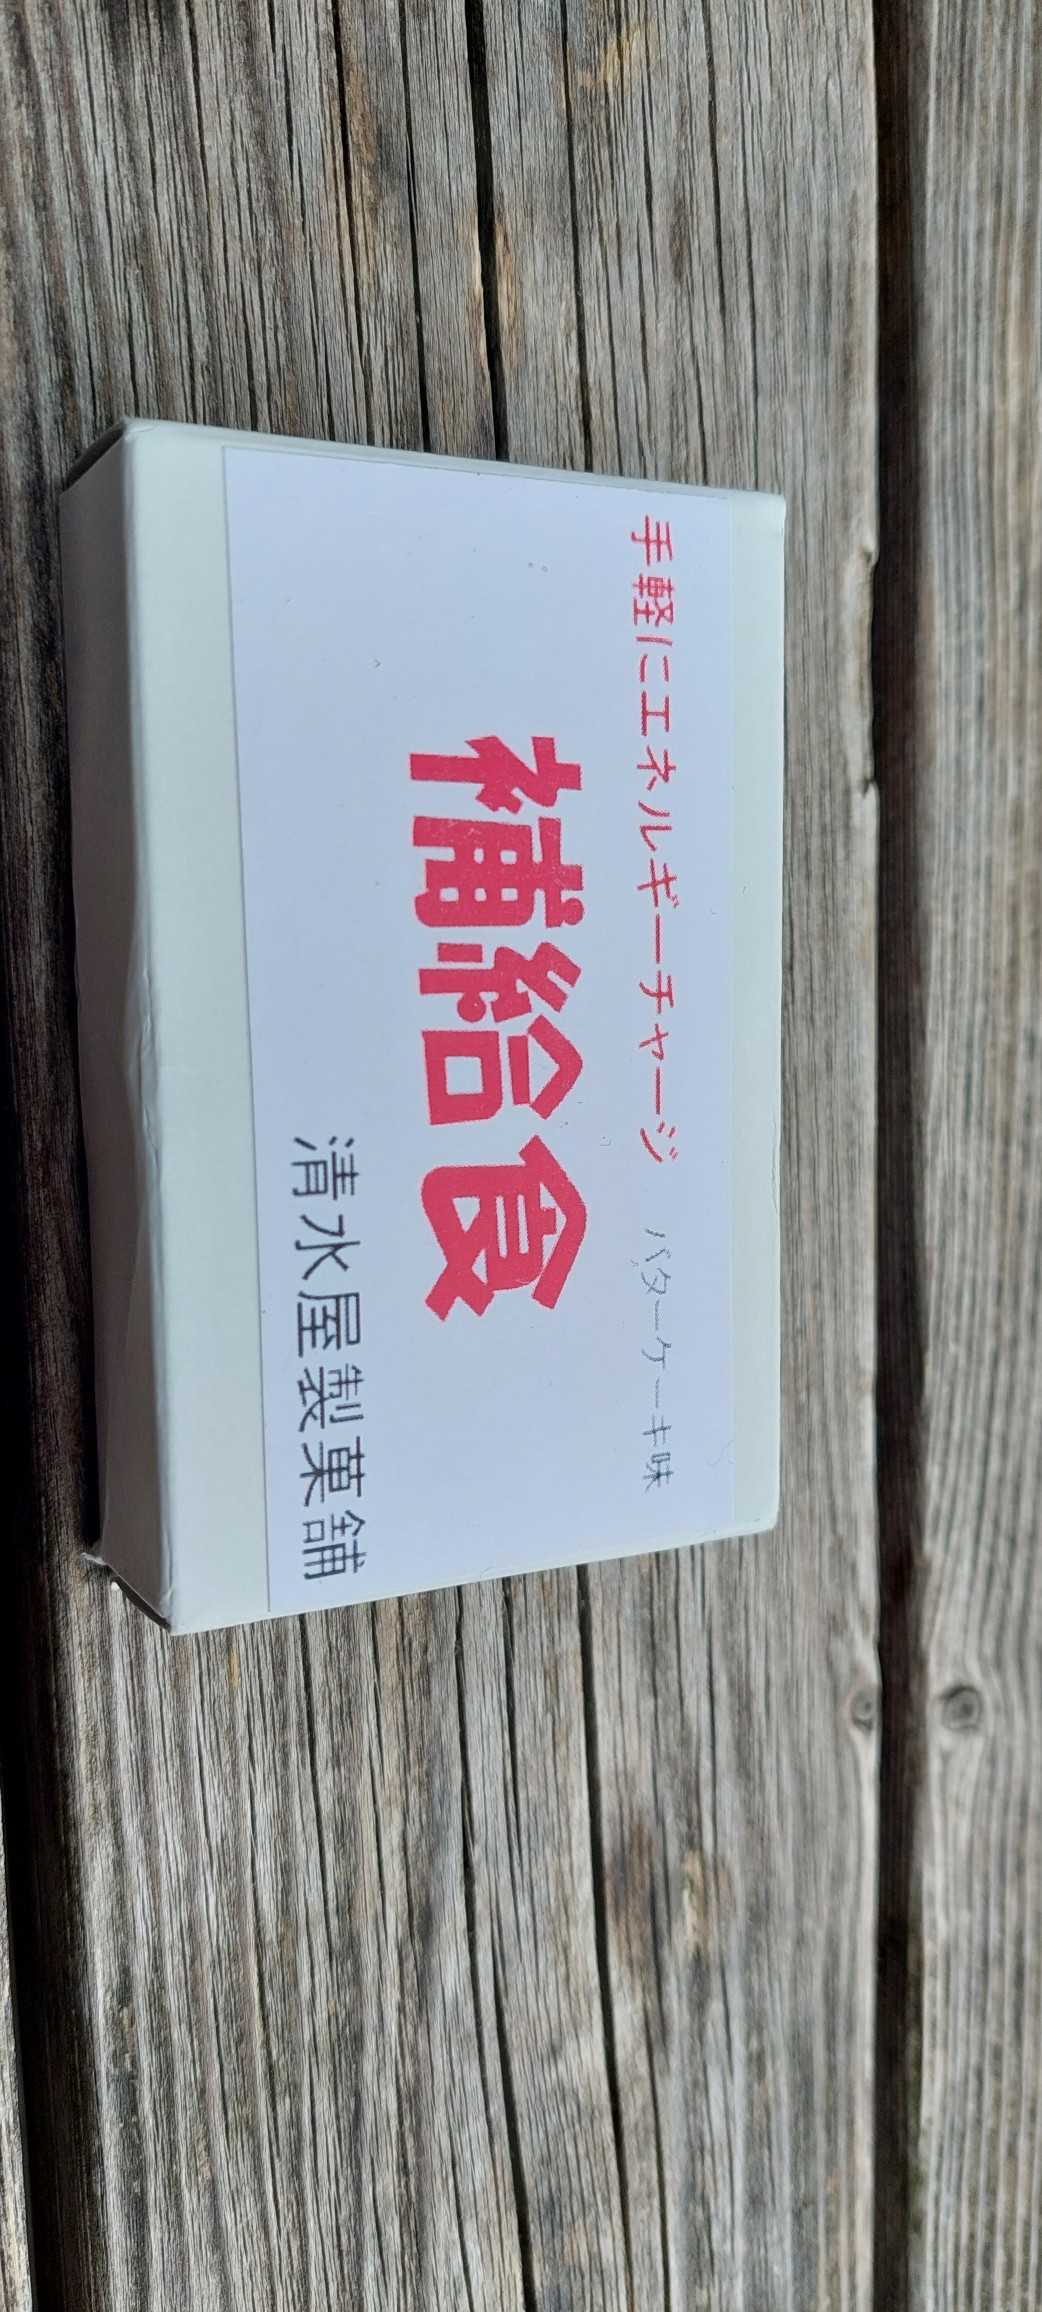 手軽にエネルギーチャージ バターケーキ味
補給食
清水屋製菓舗